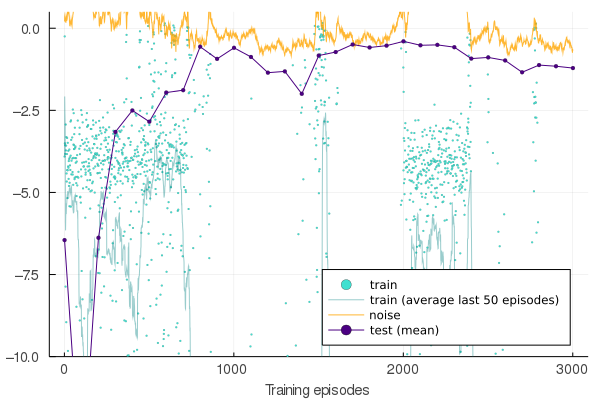 0.0
−2.5
−5.0
−7.5
−10.0
0
1000
2000
3000
Training episodes
train
train (average last 50 episodes)
noise
test (mean)